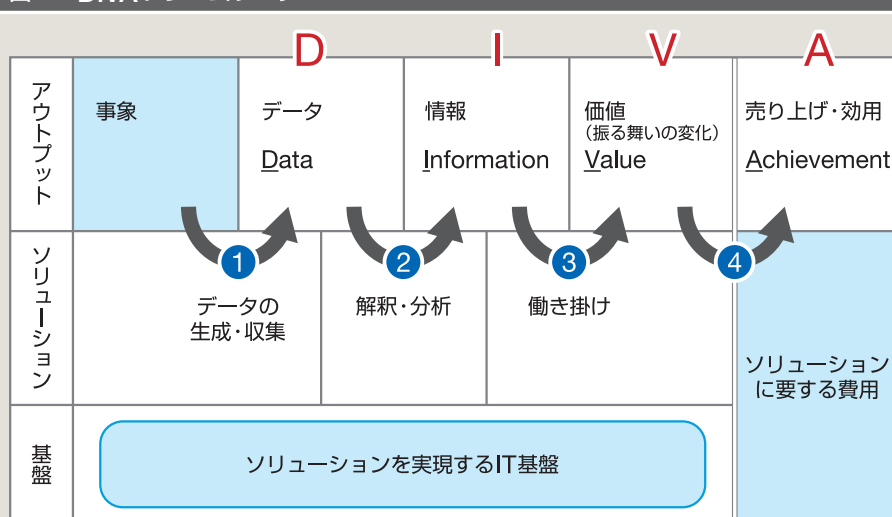 D I V A
アウトプット
事象
データ
Data
情報
Information
価値
（振る舞いの変化）
Value
売り上げ・効用
Achievement
1
2
3
4
ソリューション
データの
生成・収集
解釈・分析
働き掛け
ソリューション
に要する費用
基盤
ソリューションを実現するIT基盤